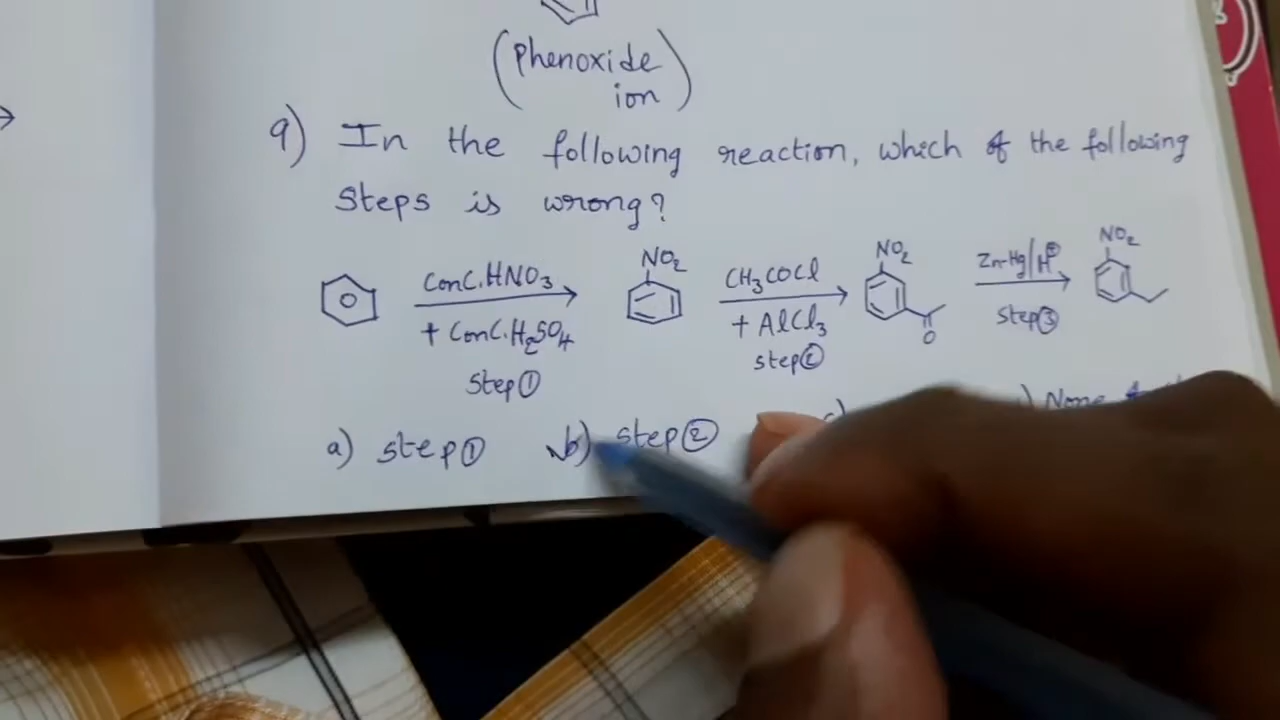 (Phenoxide
ion)
9) In the following reaction, which of the following
steps is wrong?
ConC.HNO3
+ ConC.H2SO4
Step①
NO2
CH3COCl
+ AlCl3
step②
NO2
O
Zn-Hg/H⊕
Step③
NO2
a) step① b) step② c) d) None